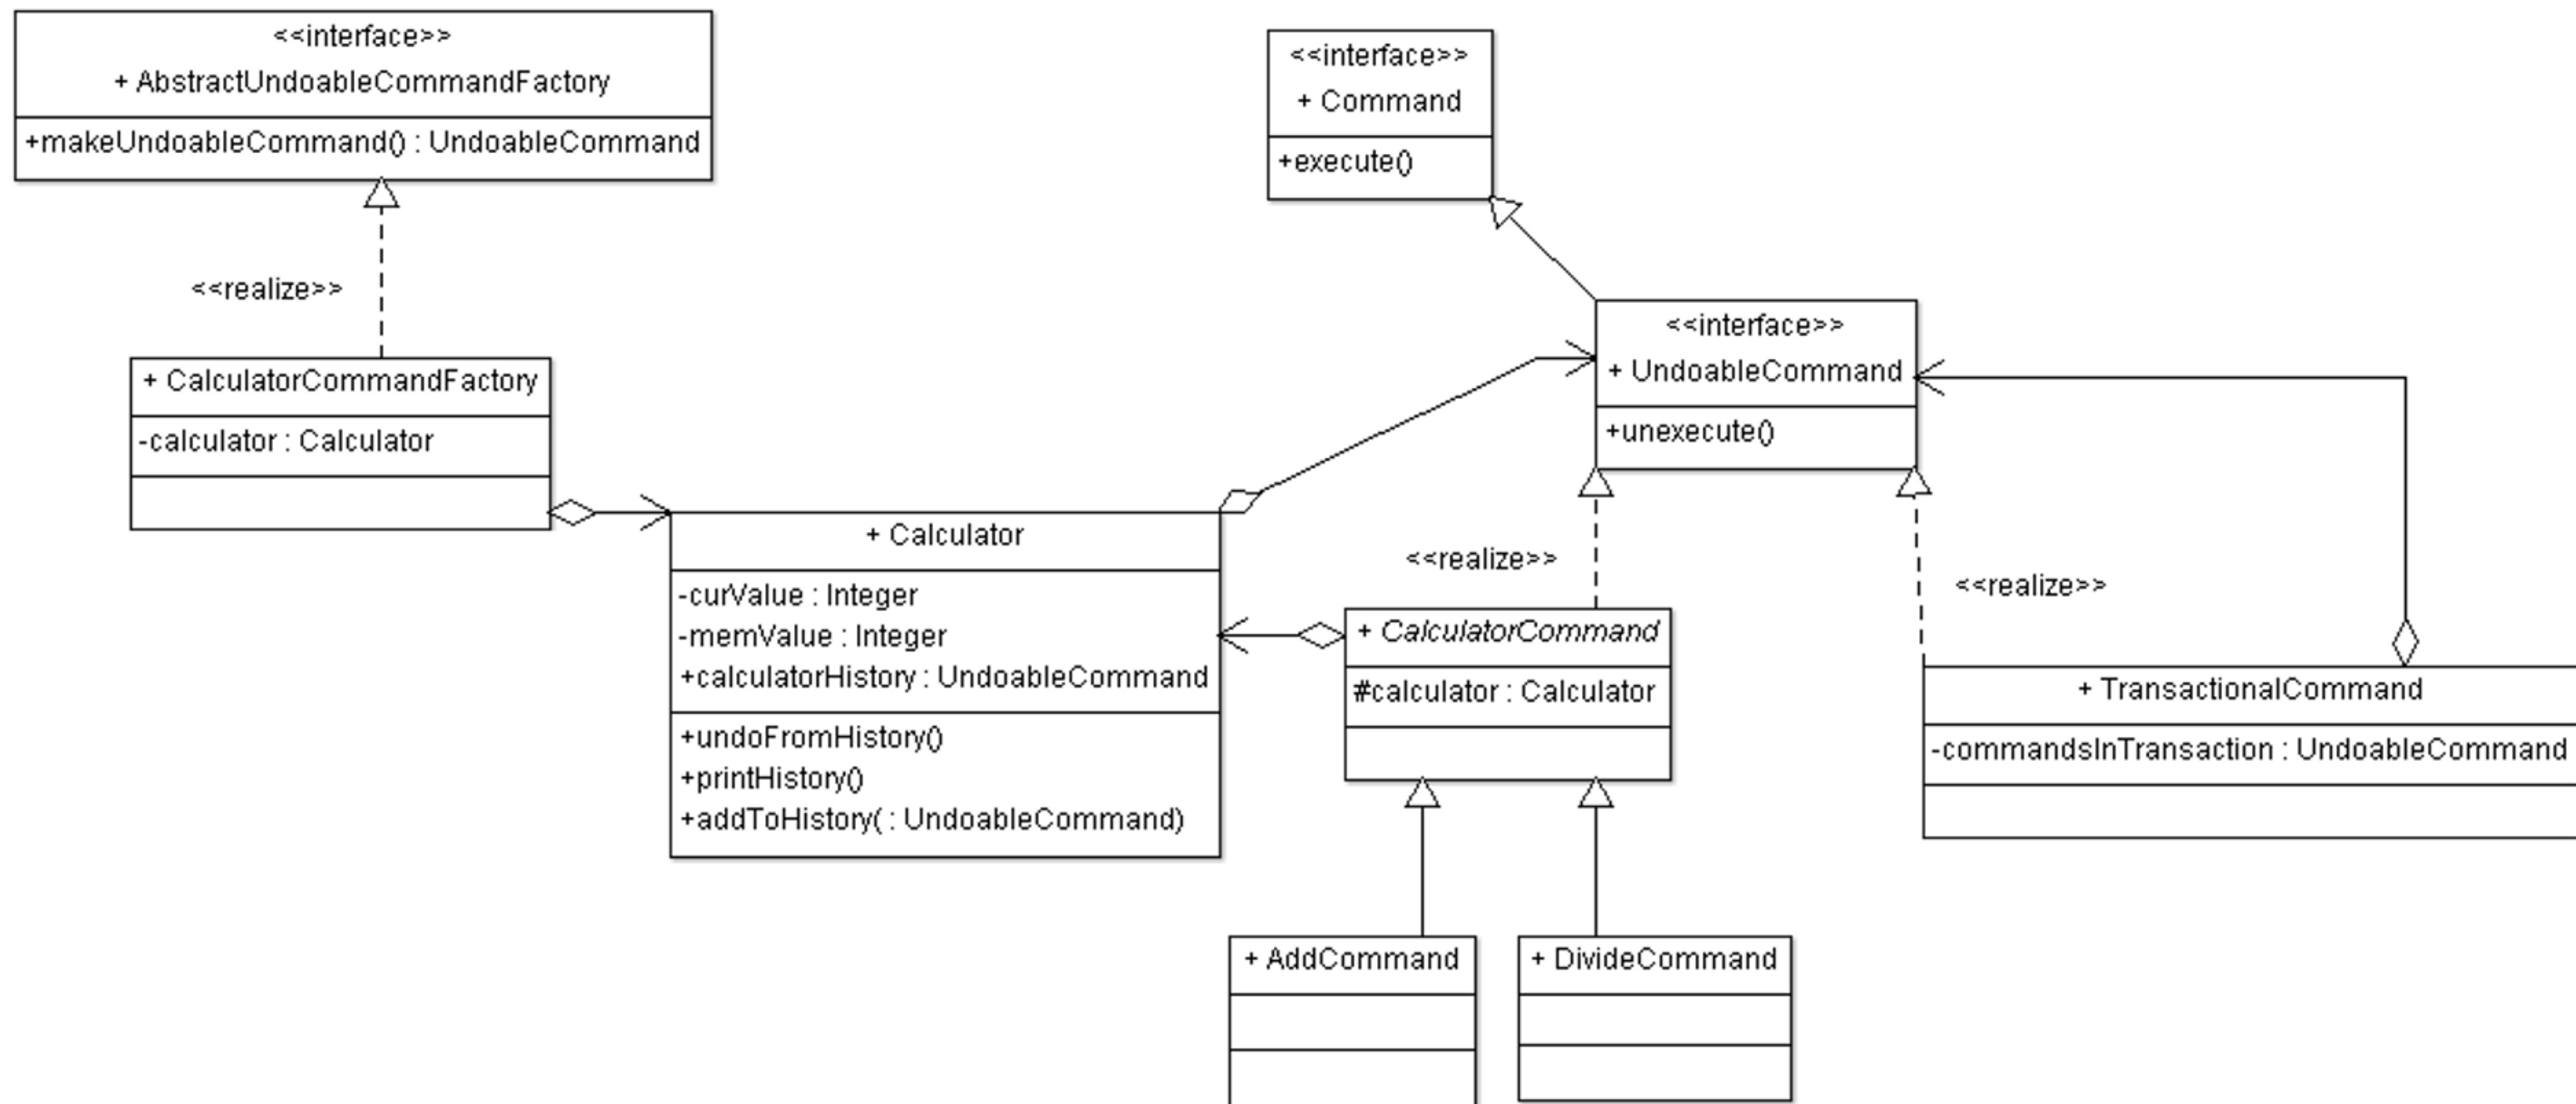 <<interface>>
+ AbstractUndoableCommandFactory
+makeUndoableCommand() : UndoableCommand
<<realize>>
+ CalculatorCommandFactory
-calculator : Calculator
+ Calculator
-curValue : Integer
-memValue : Integer
+calculatorHistory : UndoableCommand
+undoFromHistory()
+printHistory()
+addToHistory( : UndoableCommand)
<<interface>>
+ Command
+execute()
<<interface>>
+ UndoableCommand
+unexecute()
<<realize>>
<<realize>>
+ CalculatorCommand
#calculator : Calculator
+ TransactionalCommand
-commandsInTransaction : UndoableCommand
+ AddCommand
+ DivideCommand